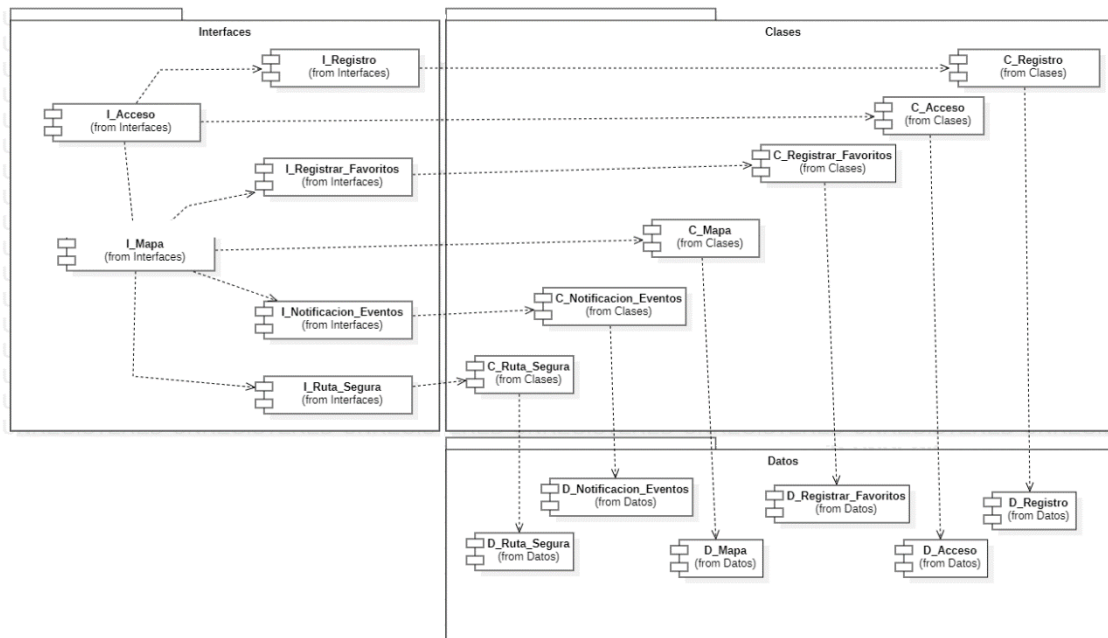 Interfaces
I_Registro
(from Interfaces)
I_Acceso
(from Interfaces)
I_Registrar_Favoritos
(from Interfaces)
I_Mapa
(from Interfaces)
I_Notificacion_Eventos
(from Interfaces)
I_Ruta_Segura
(from Interfaces)
Clases
C_Registro
(from Clases)
C_Acceso
(from Clases)
C_Registrar_Favoritos
(from Clases)
C_Mapa
(from Clases)
C_Notificacion_Eventos
(from Clases)
C_Ruta_Segura
(from Clases)
Datos
D_Notificacion_Eventos
(from Datos)
D_Registrar_Favoritos
(from Datos)
D_Registro
(from Datos)
D_Ruta_Segura
(from Datos)
D_Mapa
(from Datos)
D_Acceso
(from Datos)